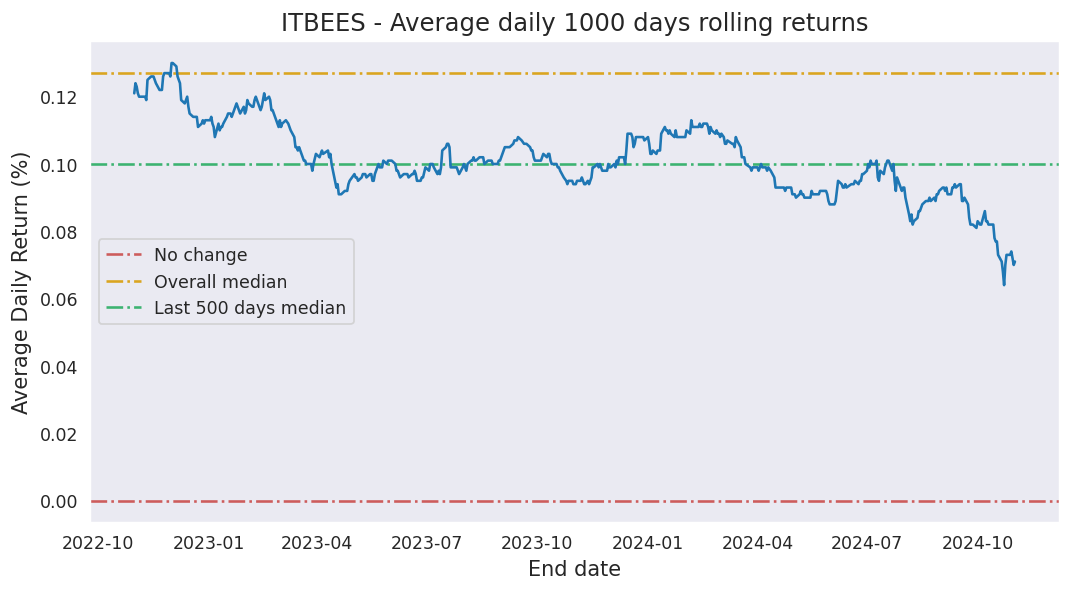 ITBEES - Average daily 1000 days rolling returns
Average Daily Return (%)
0.12
0.10
0.08
0.06
0.04
0.02
0.00
No change
Overall median
Last 500 days median
2022-10 2023-01 2023-04 2023-07 2023-10 2024-01 2024-04 2024-07 2024-10
End date